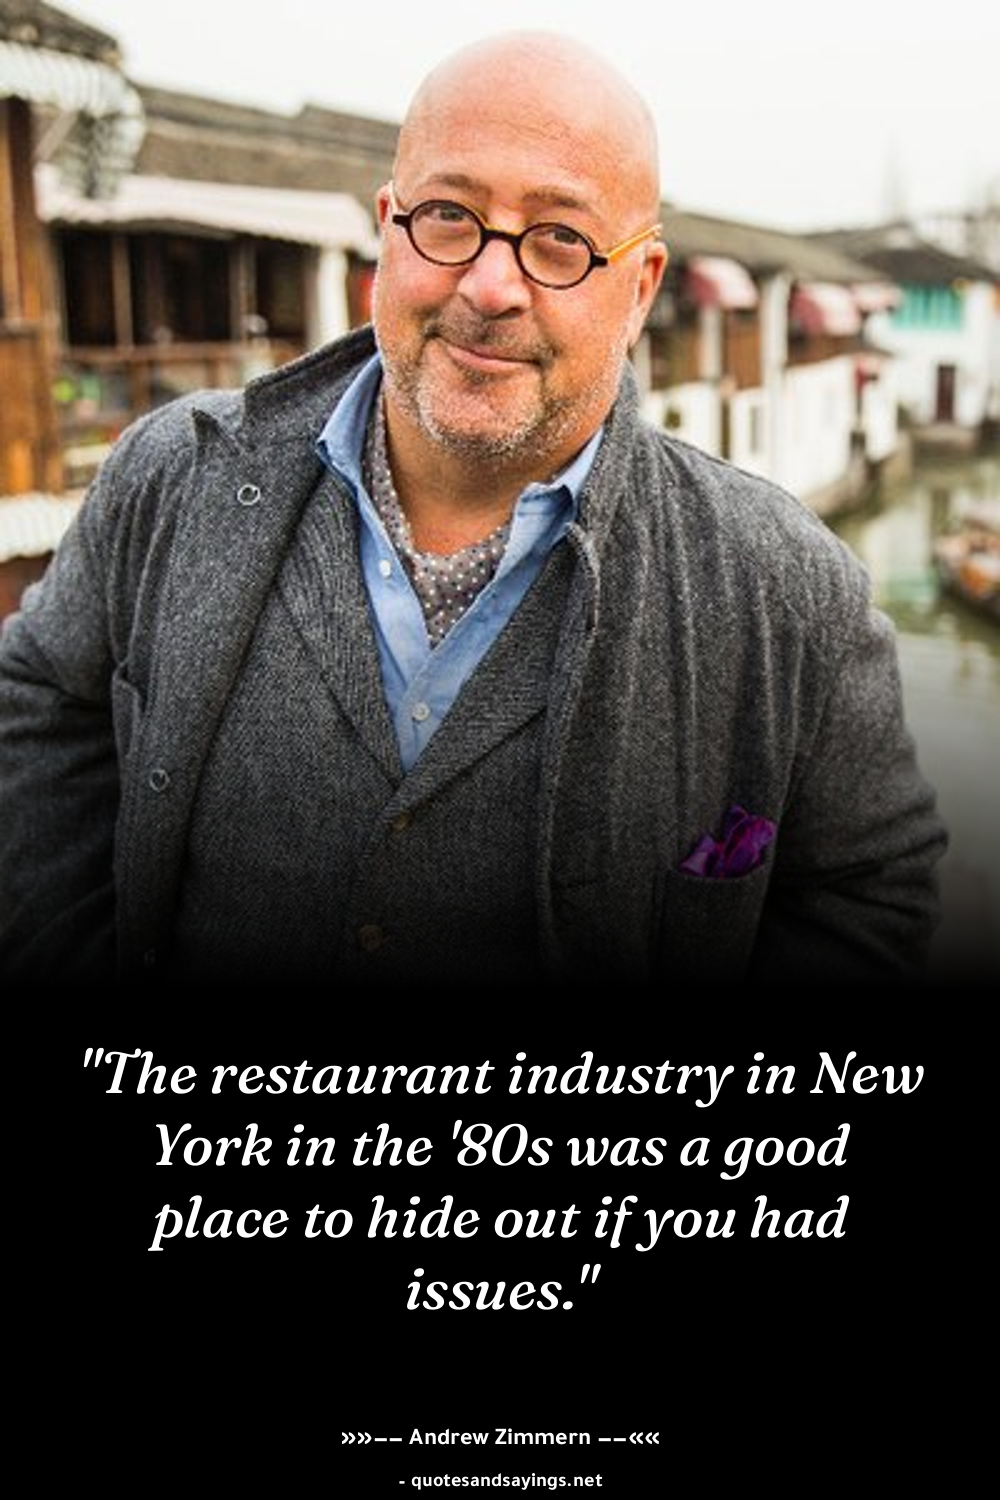 "The restaurant industry in New
York in the '80s was a good
place to hide out if you had
issues."
»»–– Andrew Zimmern ––««
- quotesandsayings.net